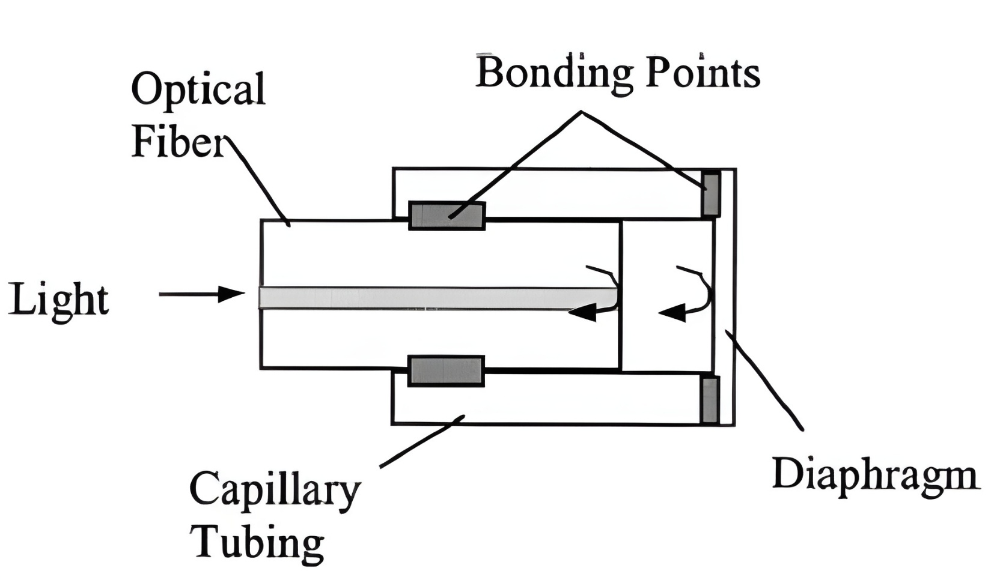 Optical
Fiber
Bonding Points
Light
Capillary
Tubing
Diaphragm